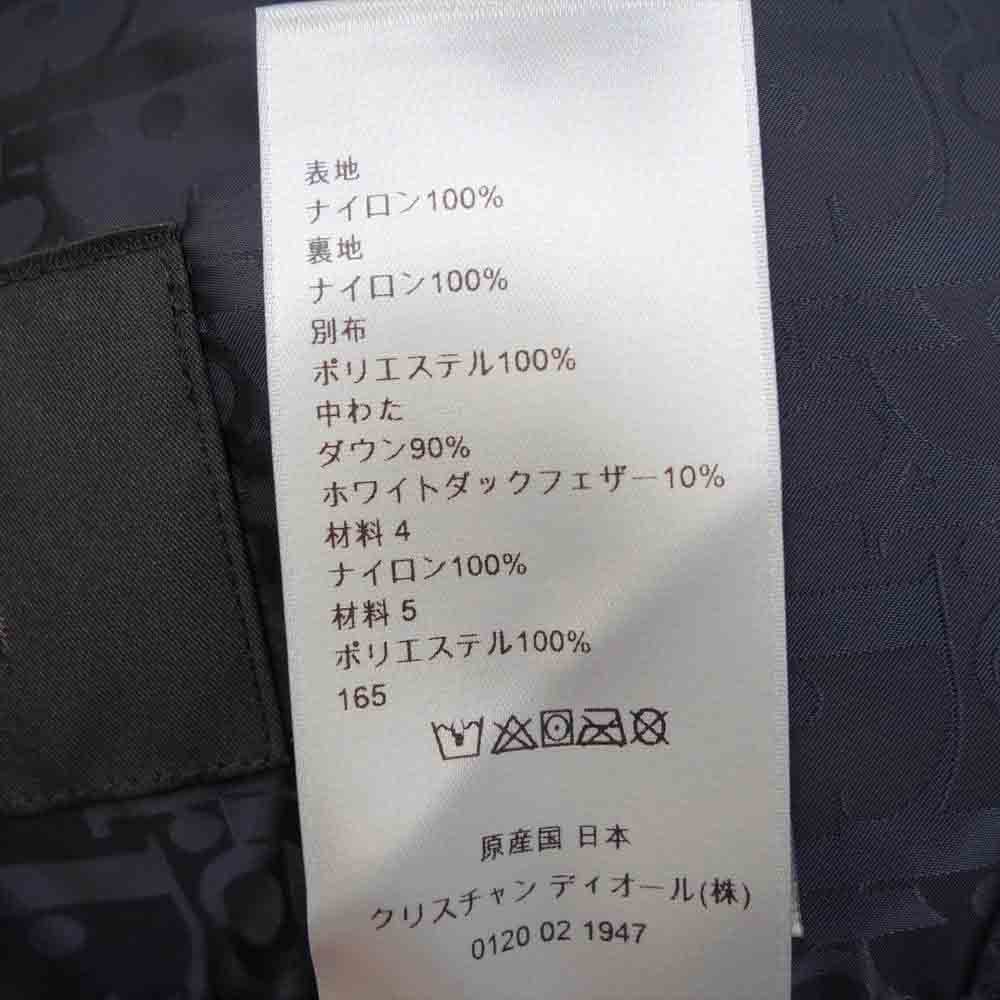 表地
ナイロン100%
裏地
ナイロン100%
別布
ポリエステル100%
中わた
ダウン90%
ホワイトダックフェザー10%
材料 4
ナイロン100%
材料 5
ポリエステル100%
165
原産国 日本
クリスチャン ディオール(株)
0120 02 1947